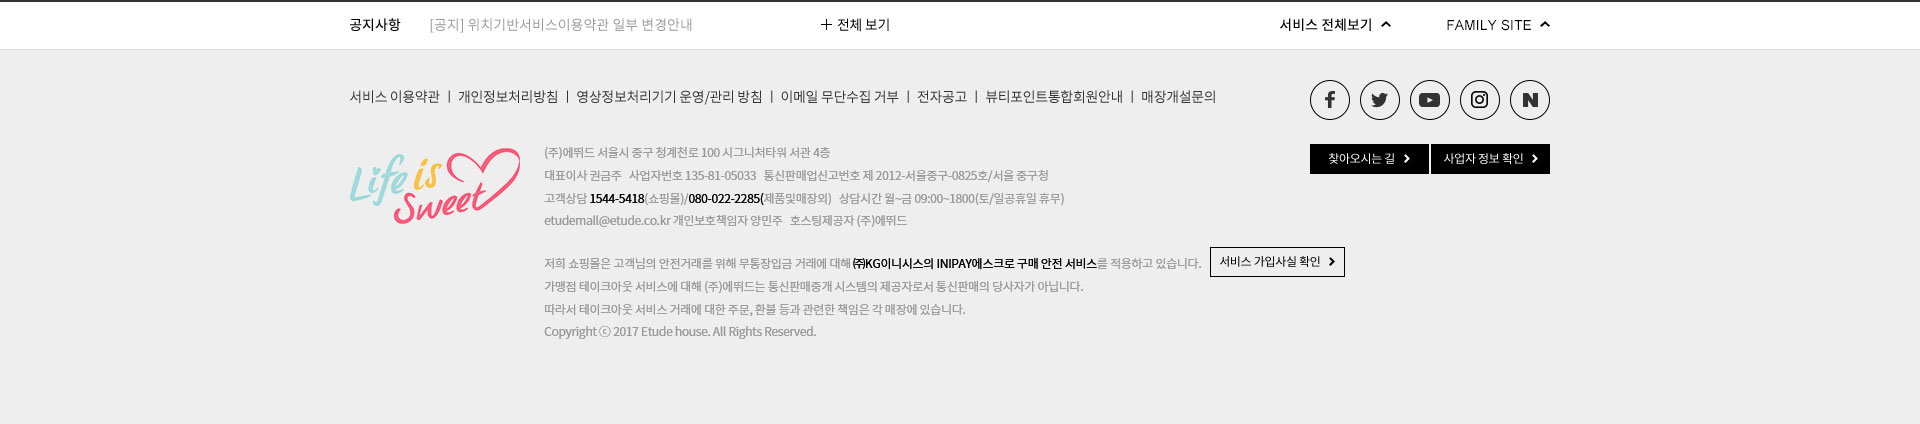 공지사항 [공지] 위치기반서비스이용약관 일부 변경안내 + 전체 보기 서비스 전체보기 FAMILY SITE
서비스 이용약관 | 개인정보처리방침 | 영상정보처리기기 운영/관리 방침 | 이메일 무단수집 거부 | 전자공고 | 뷰티포인트통합회원안내 | 매장개설문의
찾아오시는 길 사업자 정보 확인
Life is
Sweet
(주)에뛰드 서울시 중구 청계천로 100 시그니처타워 서관 4층
대표이사 권금주 사업자번호 135-81-05033 통신판매업신고번호 제 2012-서울중구-0825호/서울 중구청
고객상담 1544-5418(쇼핑몰)/080-022-2285(제품및매장외) 상담시간 월~금 09:00~1800(토/일공휴일 휴무)
etudemall@etude.co.kr 개인보호책임자 양민주 호스팅제공자 (주)에뛰드
저희 쇼핑몰은 고객님의 안전거래를 위해 무통장입금 거래에 대해 ㈜KG이니시스의 INIPAY에스크로 구매 안전 서비스를 적용하고 있습니다. 서비스 가입사실 확인
가맹점 테이크아웃 서비스에 대해 (주)에뛰드는 통신판매중개 시스템의 제공자로서 통신판매의 당사자가 아닙니다.
따라서 테이크아웃 서비스 거래에 대한 주문, 환불 등과 관련한 책임은 각 매장에 있습니다.
Copyright ⓒ 2017 Etude house. All Rights Reserved.